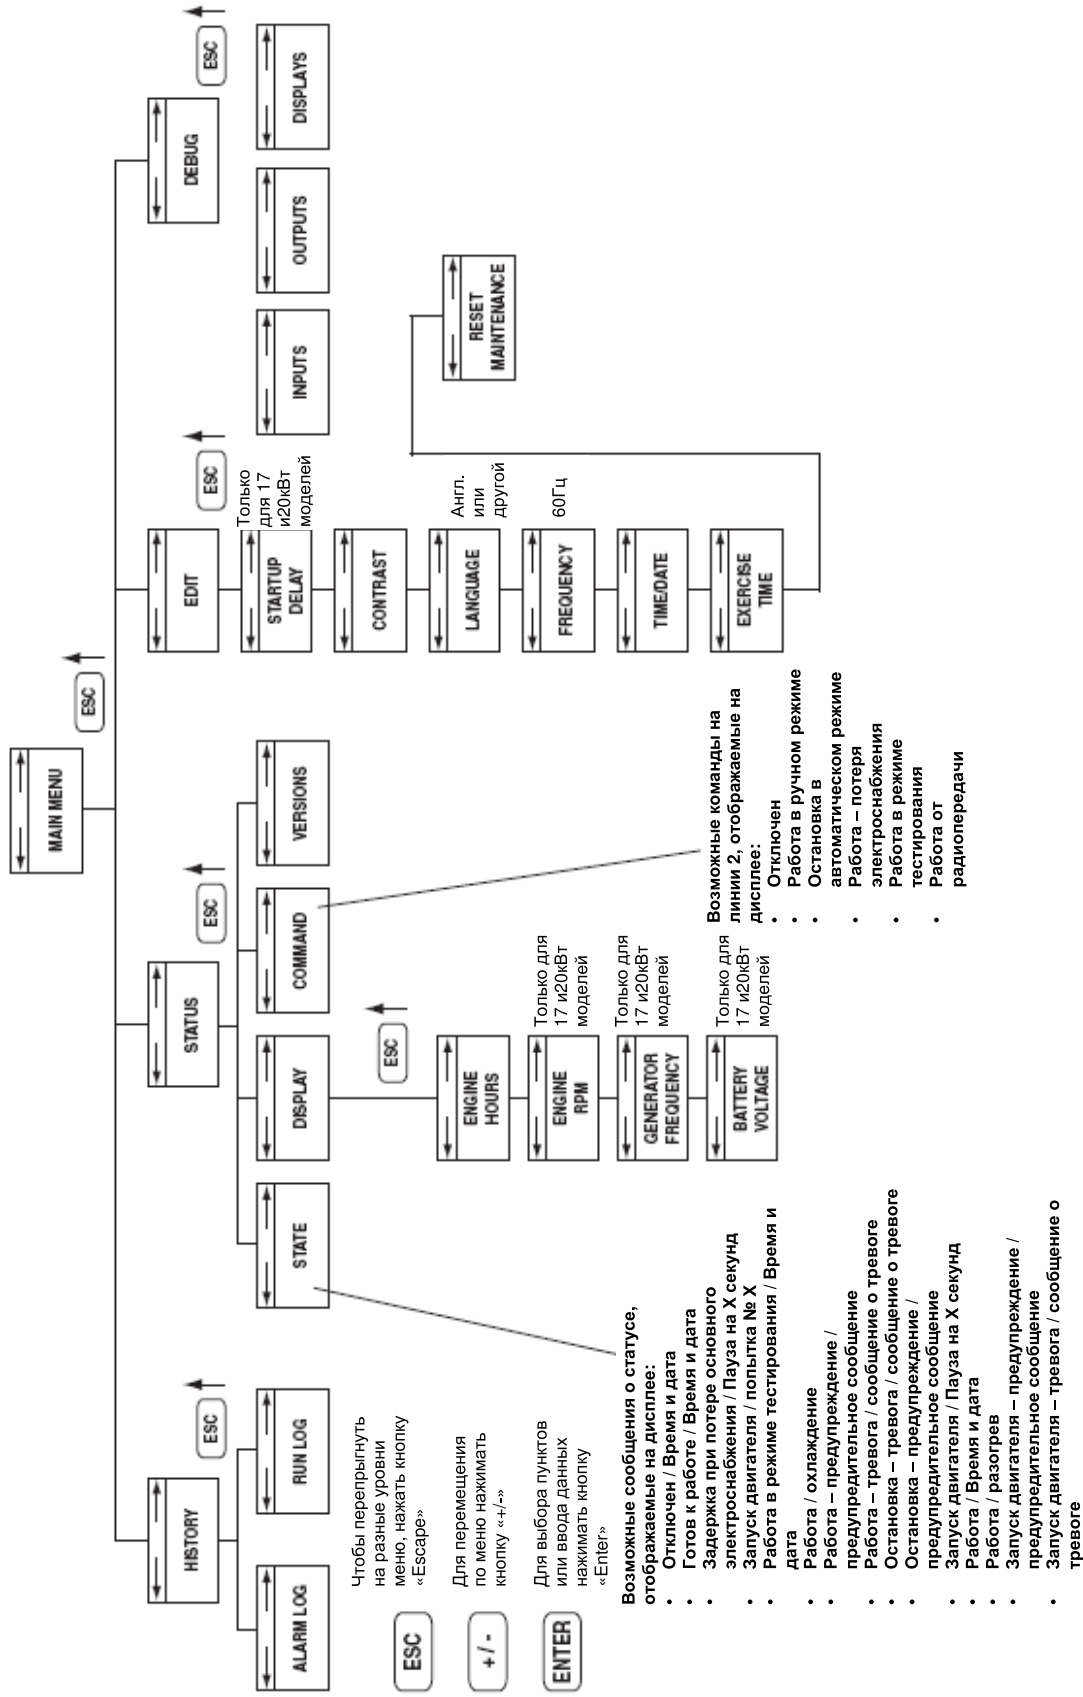 MAIN MENU
ESC
HISTORY
ESC
ALARM LOG
RUN LOG
STATUS
ESC
STATE
DISPLAY
COMMAND
VERSIONS
ESC
ENGINE
HOURS
ENGINE
RPM
Только для
17 и20кВт
моделей
GENERATOR
FREQUENCY
Только для
17 и20кВт
моделей
BATTERY
VOLTAGE
Только для
17 и20кВт
моделей
EDIT
ESC
STARTUP
DELAY
Только
для 17
и20кВт
моделей
CONTRAST
LANGUAGE
Англ.
или
другой
FREQUENCY
60Гц
TIME/DATE
EXERCISE
TIME
RESET
MAINTENANCE
DEBUG
ESC
INPUTS
OUTPUTS
DISPLAYS
ESC
Чтобы перепрыгнуть
на разные уровни
меню, нажать кнопку
«Escape»
+ / -
Для перемещения
по меню нажимать
кнопку «+/-»
ENTER
Для выбора пунктов
или ввода данных
нажимать кнопку
«Enter»
Возможные сообщения о статусе,
отображаемые на дисплее:
• Отключен / Время и дата
• Готов к работе / Время и дата
• Задержка при потере основного
электроснабжения / Пауза на X секунд
• Запуск двигателя / попытка № X
• Работа в режиме тестирования / Время и
дата
• Работа / охлаждение
• Работа – предупреждение /
предупредительное сообщение
• Работа – тревога / сообщение о тревоге
• Остановка – тревога / сообщение о тревоге
• Остановка – предупреждение /
предупредительное сообщение
• Запуск двигателя / Пауза на X секунд
• Работа / Время и дата
• Работа / разогрев
• Запуск двигателя – предупреждение /
предупредительное сообщение
• Запуск двигателя – тревога / сообщение о
тревоге
Возможные команды на
линии 2, отображаемые на
дисплее:
• Отключен
• Работа в ручном режиме
• Остановка в
автоматическом режиме
• Работа – потеря
электроснабжения
• Работа в режиме
тестирования
• Работа от
радиопередачи